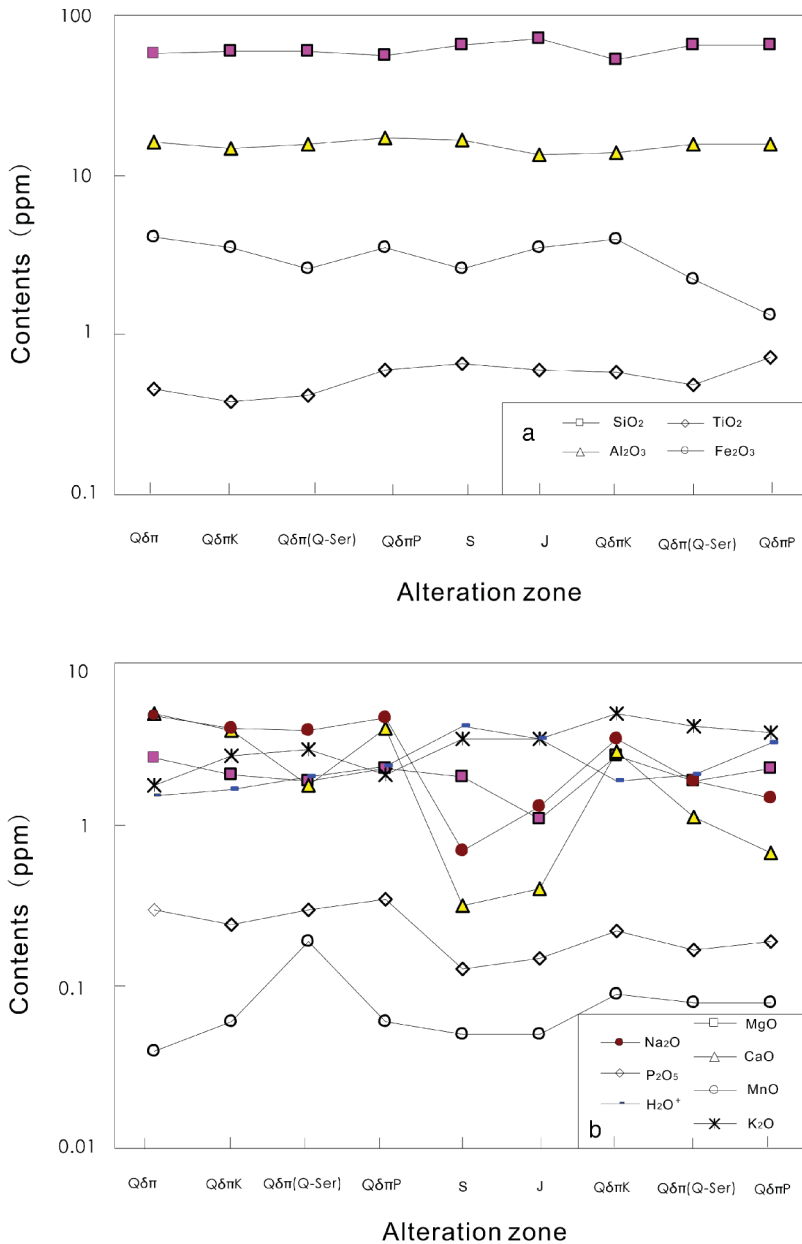 100
10
1
0.1
Contents (ppm)
Qδπ QδπK Qδπ(Q-Ser) QδπP S J QδπK Qδπ(Q-Ser) QδπP
Alteration zone
a
SiO₂ TiO₂
Al₂O₃ Fe₂O₃
10
1
0.1
0.01
Contents (ppm)
Qδπ QδπK Qδπ(Q-Ser) QδπP S J QδπK Qδπ(Q-Ser) QδπP
Alteration zone
b
MgO
Na₂O
CaO
P₂O₅
MnO
H₂O⁺
K₂O